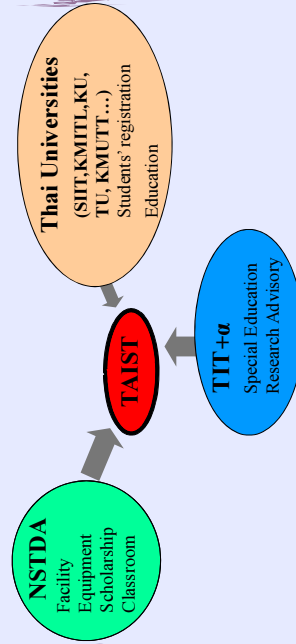 NSTDA
Facility
Equipment
Scholarship
Classroom
TAIST
Thai Universities
(SIIT,KMITL,KU,
TU, KMUTT…)
Students’ registration
Education
TIT+α
Special Education
Research Advisory